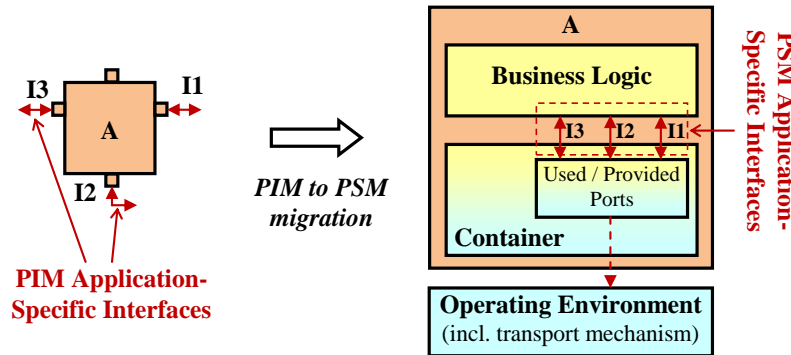 I3
I1
A
I2
PIM Application-
Specific Interfaces
PIM to PSM
migration
A
Business Logic
I3 I2 I1
Used / Provided
Ports
Container
Operating Environment
(incl. transport mechanism)
PSM Application-
Specific Interfaces